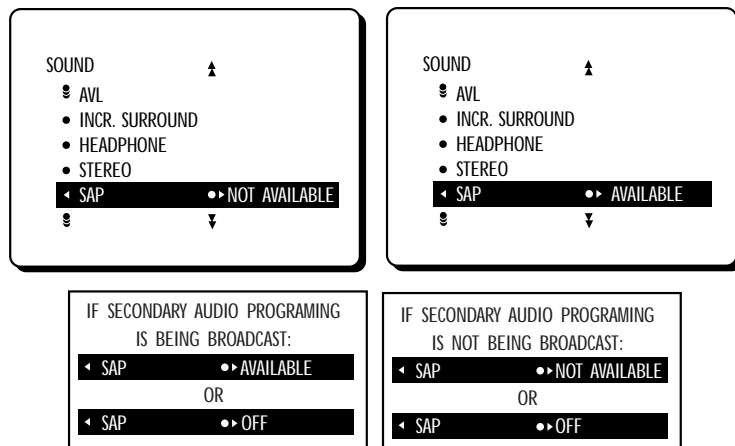 SOUND
AVL
• INCR. SURROUND
• HEADPHONE
• STEREO
◂ SAP ●▸NOT AVAILABLE
SOUND
AVL
• INCR. SURROUND
• HEADPHONE
• STEREO
◂ SAP ●▸ AVAILABLE
IF SECONDARY AUDIO PROGRAMING
IS BEING BROADCAST:
◂ SAP ●▸AVAILABLE
OR
◂ SAP ●▸OFF
IF SECONDARY AUDIO PROGRAMING
IS NOT BEING BROADCAST:
◂ SAP ●▸NOT AVAILABLE
OR
◂ SAP ●▸OFF